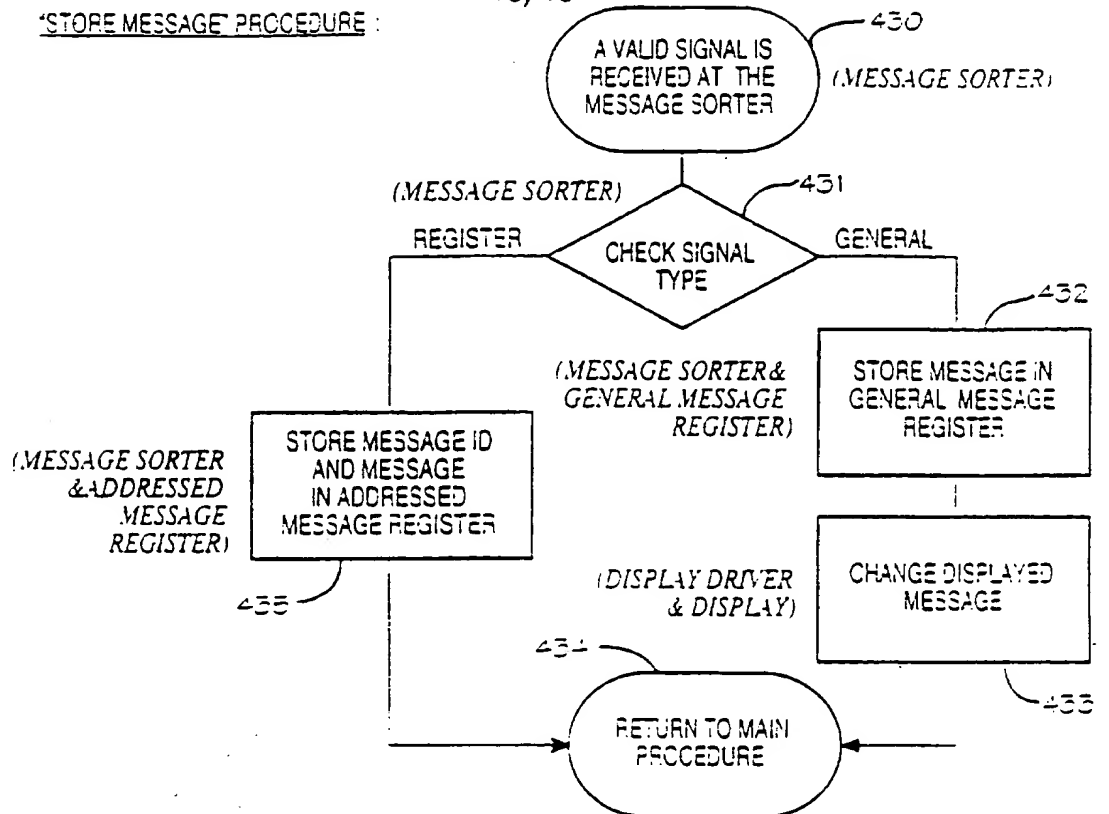 "STORE MESSAGE" PROCEDURE :
430
A VALID SIGNAL IS
RECEIVED AT THE
MESSAGE SORTER
(MESSAGE SORTER)
(MESSAGE SORTER)
431
REGISTER
CHECK SIGNAL
TYPE
GENERAL
432
(MESSAGE SORTER &
GENERAL MESSAGE
REGISTER)
STORE MESSAGE IN
GENERAL MESSAGE
REGISTER
(MESSAGE SORTER
&ADDRESSED
MESSAGE
REGISTER)
STORE MESSAGE ID
AND MESSAGE
IN ADDRESSED
MESSAGE REGISTER
435
(DISPLAY DRIVER
& DISPLAY)
CHANGE DISPLAYED
MESSAGE
433
434
RETURN TO MAIN
PROCEDURE